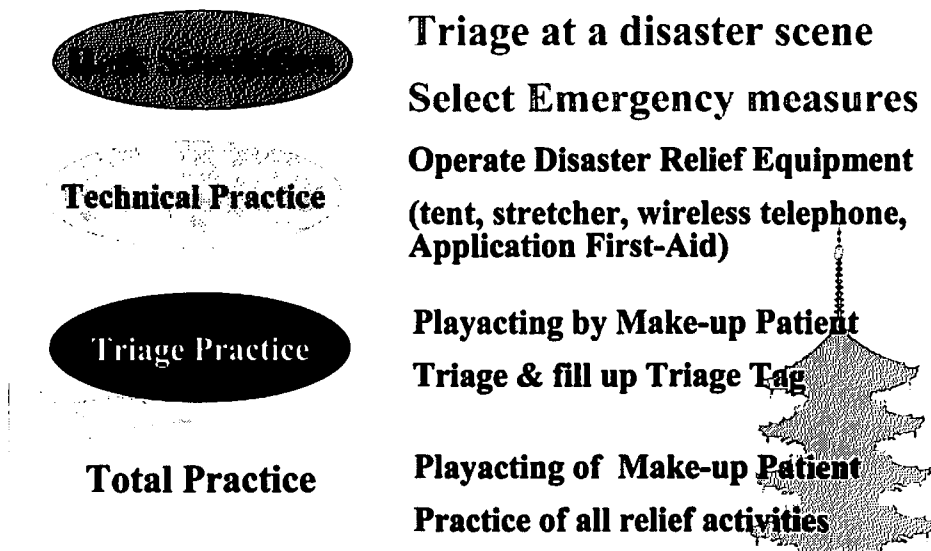 Triage at a disaster scene
Select Emergency measures
Technical Practice
Operate Disaster Relief Equipment
(tent, stretcher, wireless telephone,
Application First-Aid)
Triage Practice
Playacting by Make-up Patient
Triage & fill up Triage Tag
Total Practice
Playacting of Make-up Patient
Practice of all relief activities